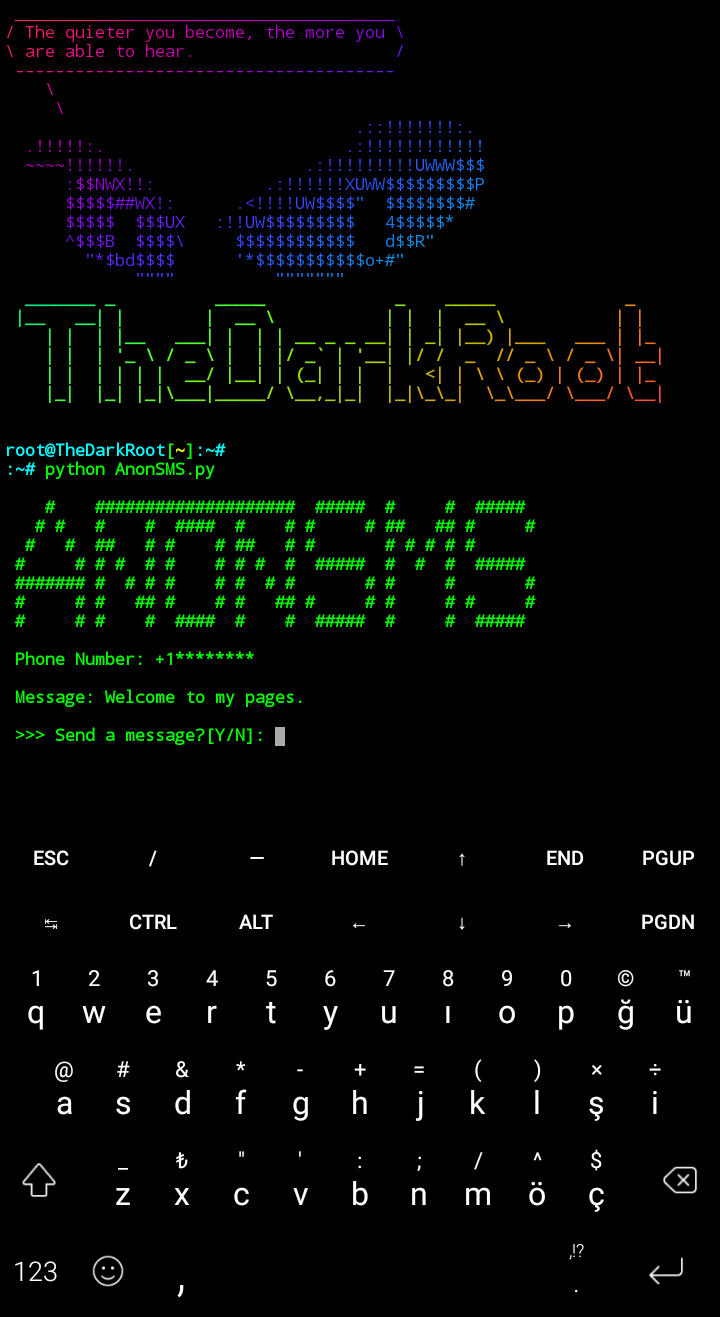 / The quieter you become, the more you \
\ are able to hear. /
TheDarkRoot
root@TheDarkRoot[~]:~#
:~# python AnonSMS.py
ANONSMS
Phone Number: +1********
Message: Welcome to my pages.
>>> Send a message?[Y/N]:
ESC / — HOME ↑ END PGUP
↹ CTRL ALT ← ↓ → PGDN
1 2 3 4 5 6 7 8 9 0 © ™
q w e r t y u ı o p ğ ü
@ # & * - + = ( ) × ÷
a s d f g h j k l ş i
_ ₺ " ' : ; / ^ $
z x c v b n m ö ç
,!?
123 , .